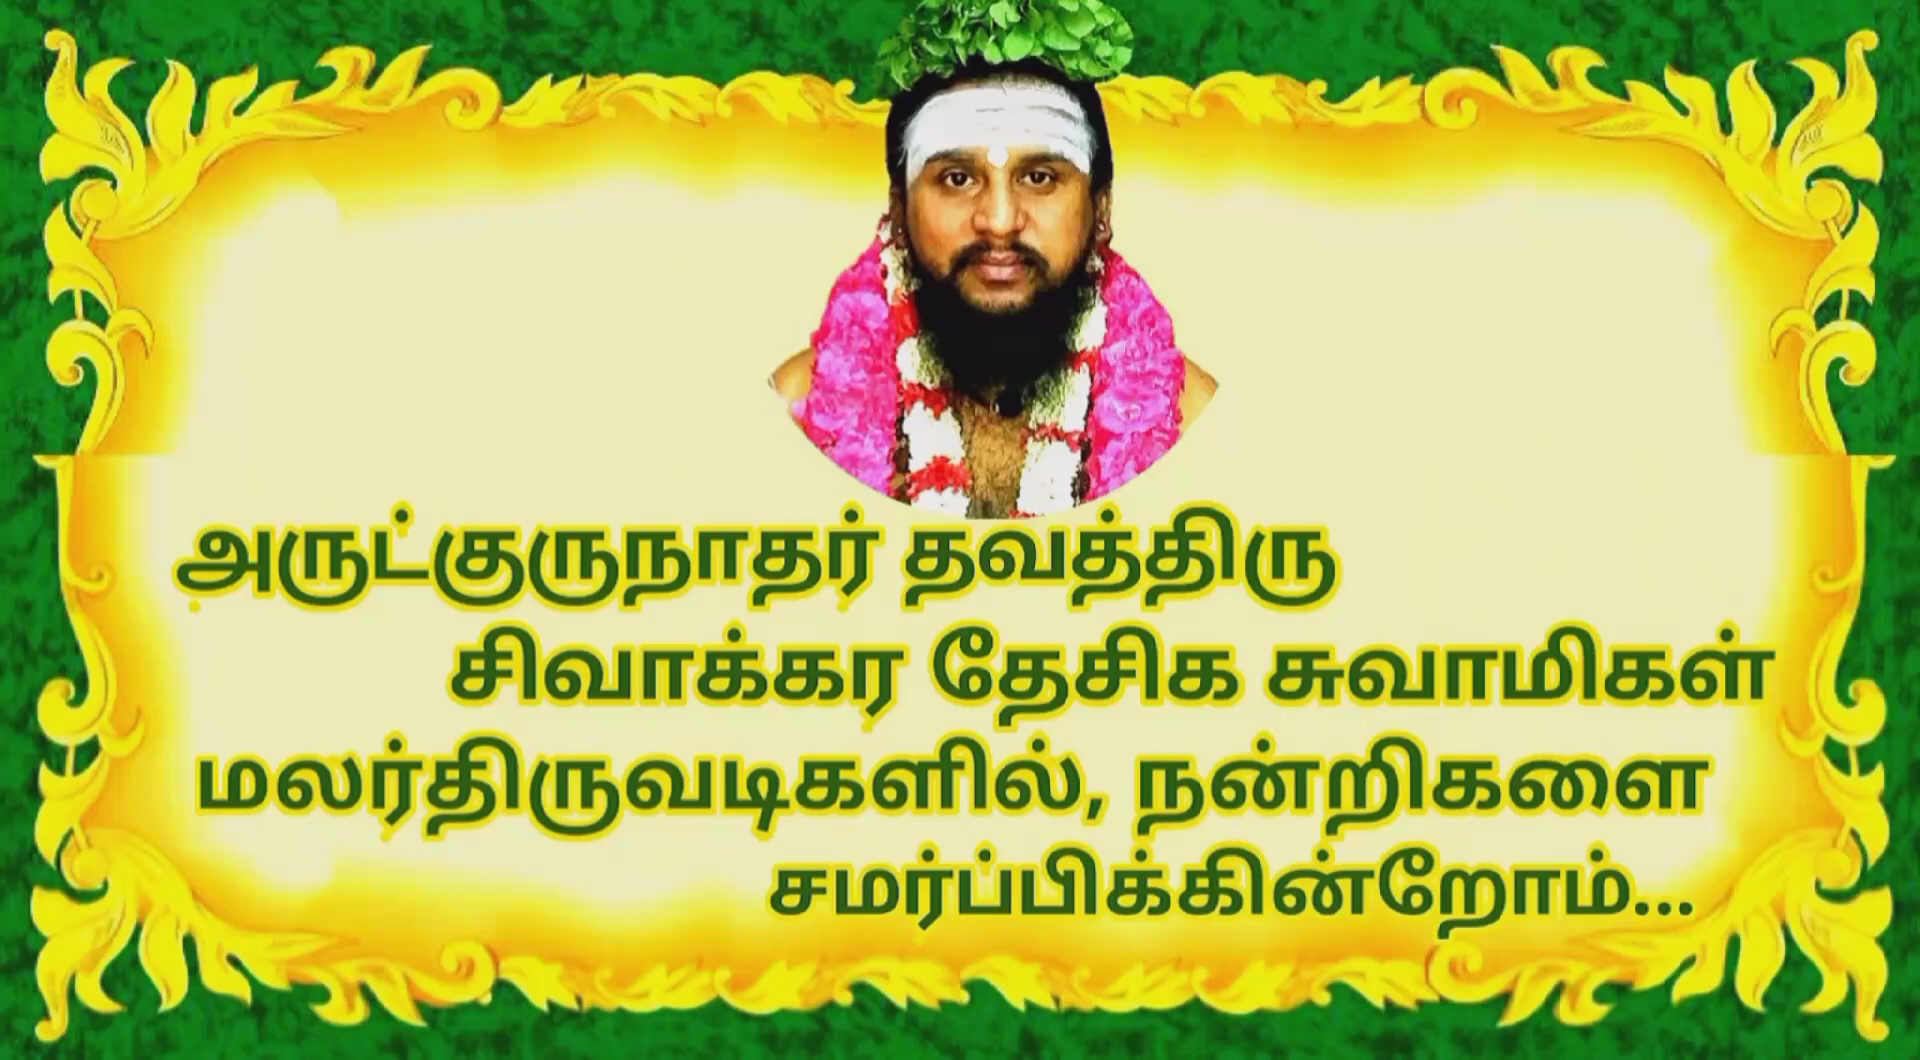 அருட்குருநாதர் தவத்திரு
சிவாக்கர தேசிக சுவாமிகள்
மலர்திருவடிகளில், நன்றிகளை
சமர்ப்பிக்கின்றோம்...